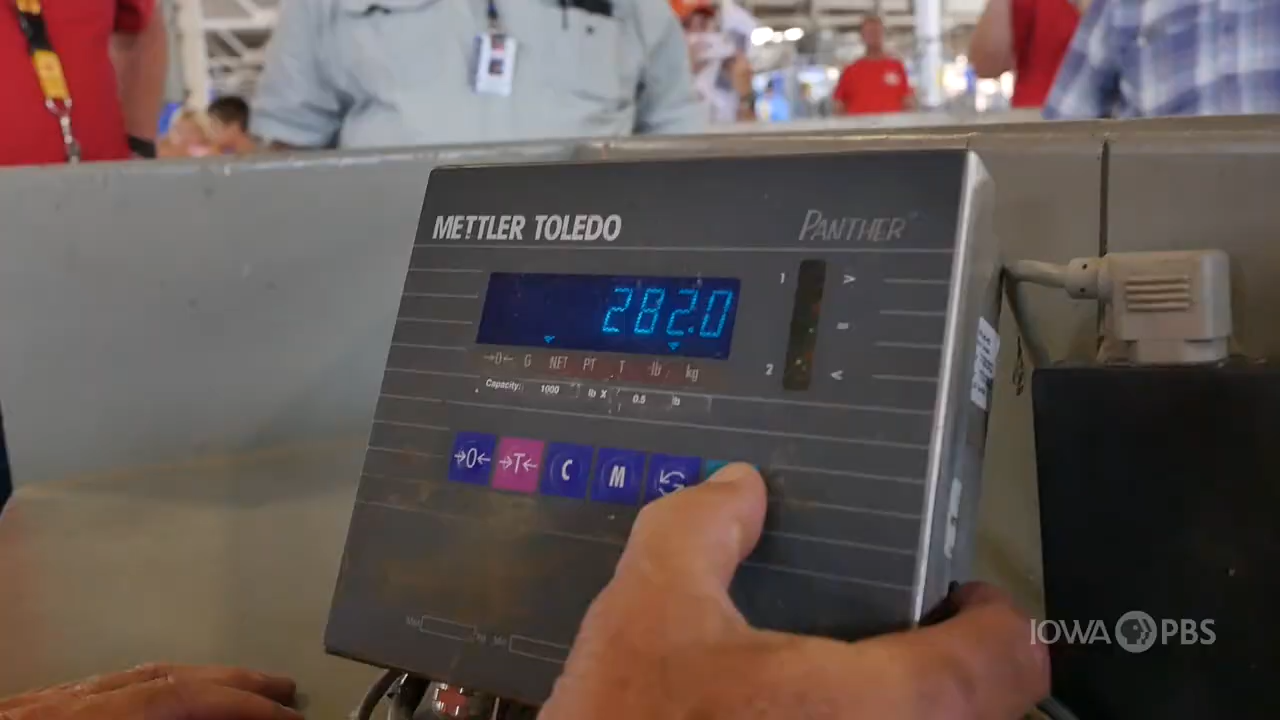 METTLER TOLEDO
PANTHER
282.0
1 >
=
2 <
→0← G NET PT T lb kg
Capacity: 1000 lb X 0.5 lb
→0← →T← C M
IOWA PBS